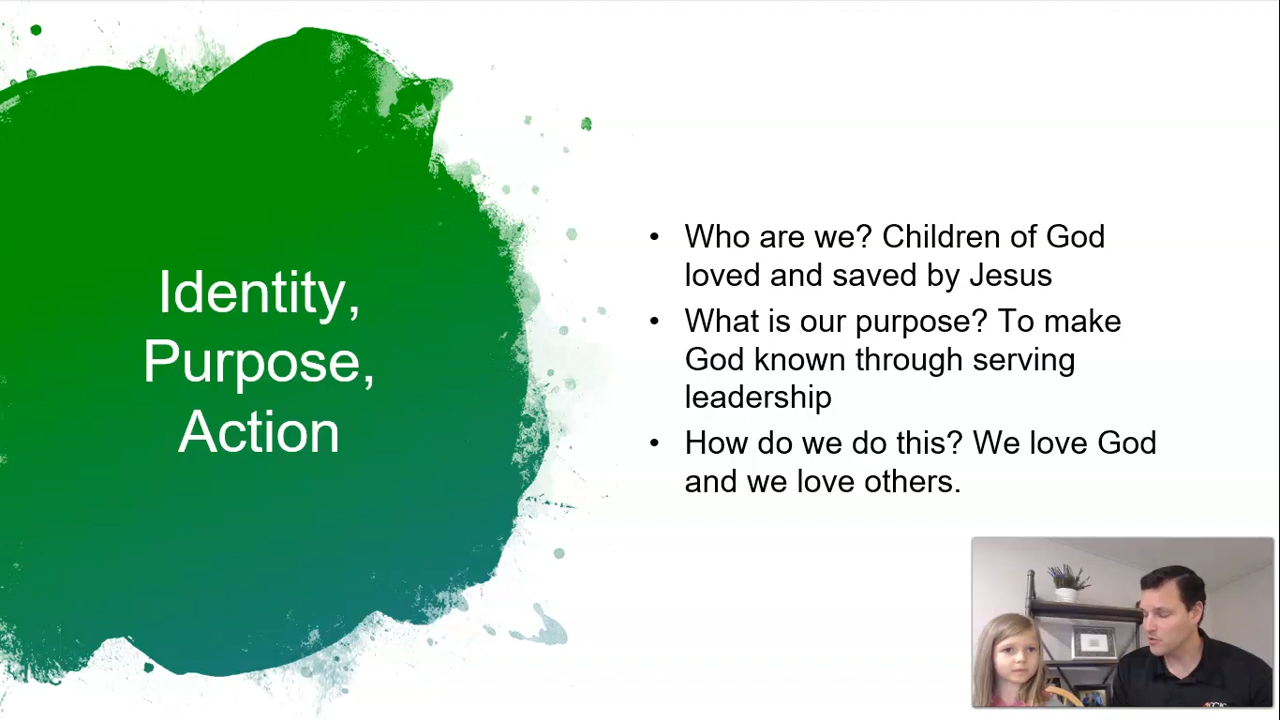 Identity,
Purpose,
Action
• Who are we? Children of God
loved and saved by Jesus
• What is our purpose? To make
God known through serving
leadership
• How do we do this? We love God
and we love others.